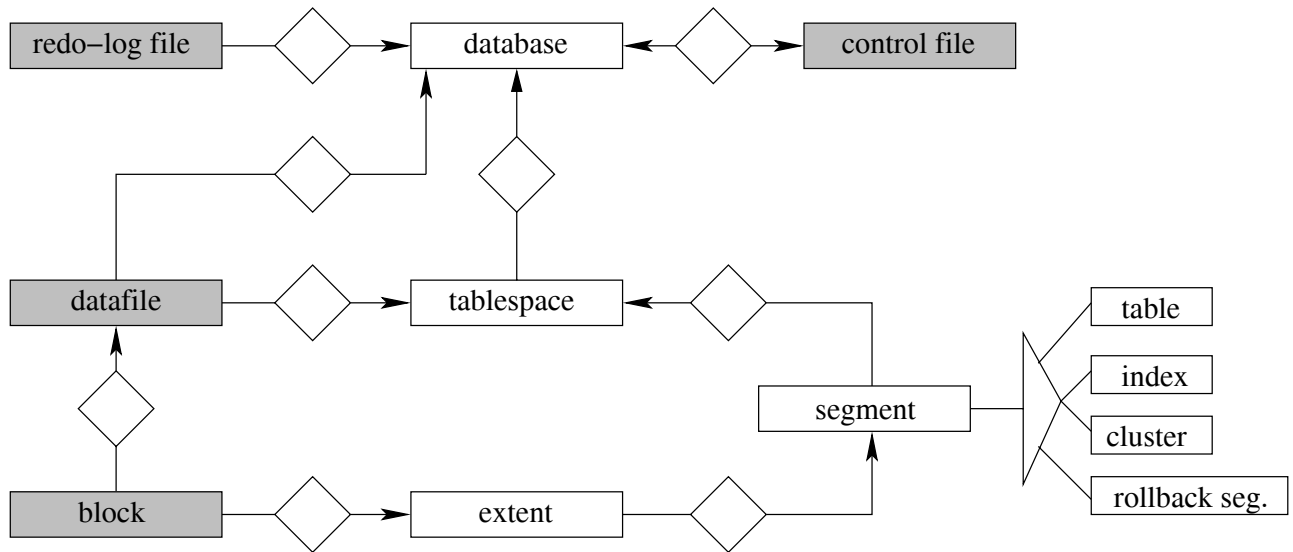 redo−log file
database
control file
datafile
tablespace
table
index
segment
cluster
block
extent
rollback seg.